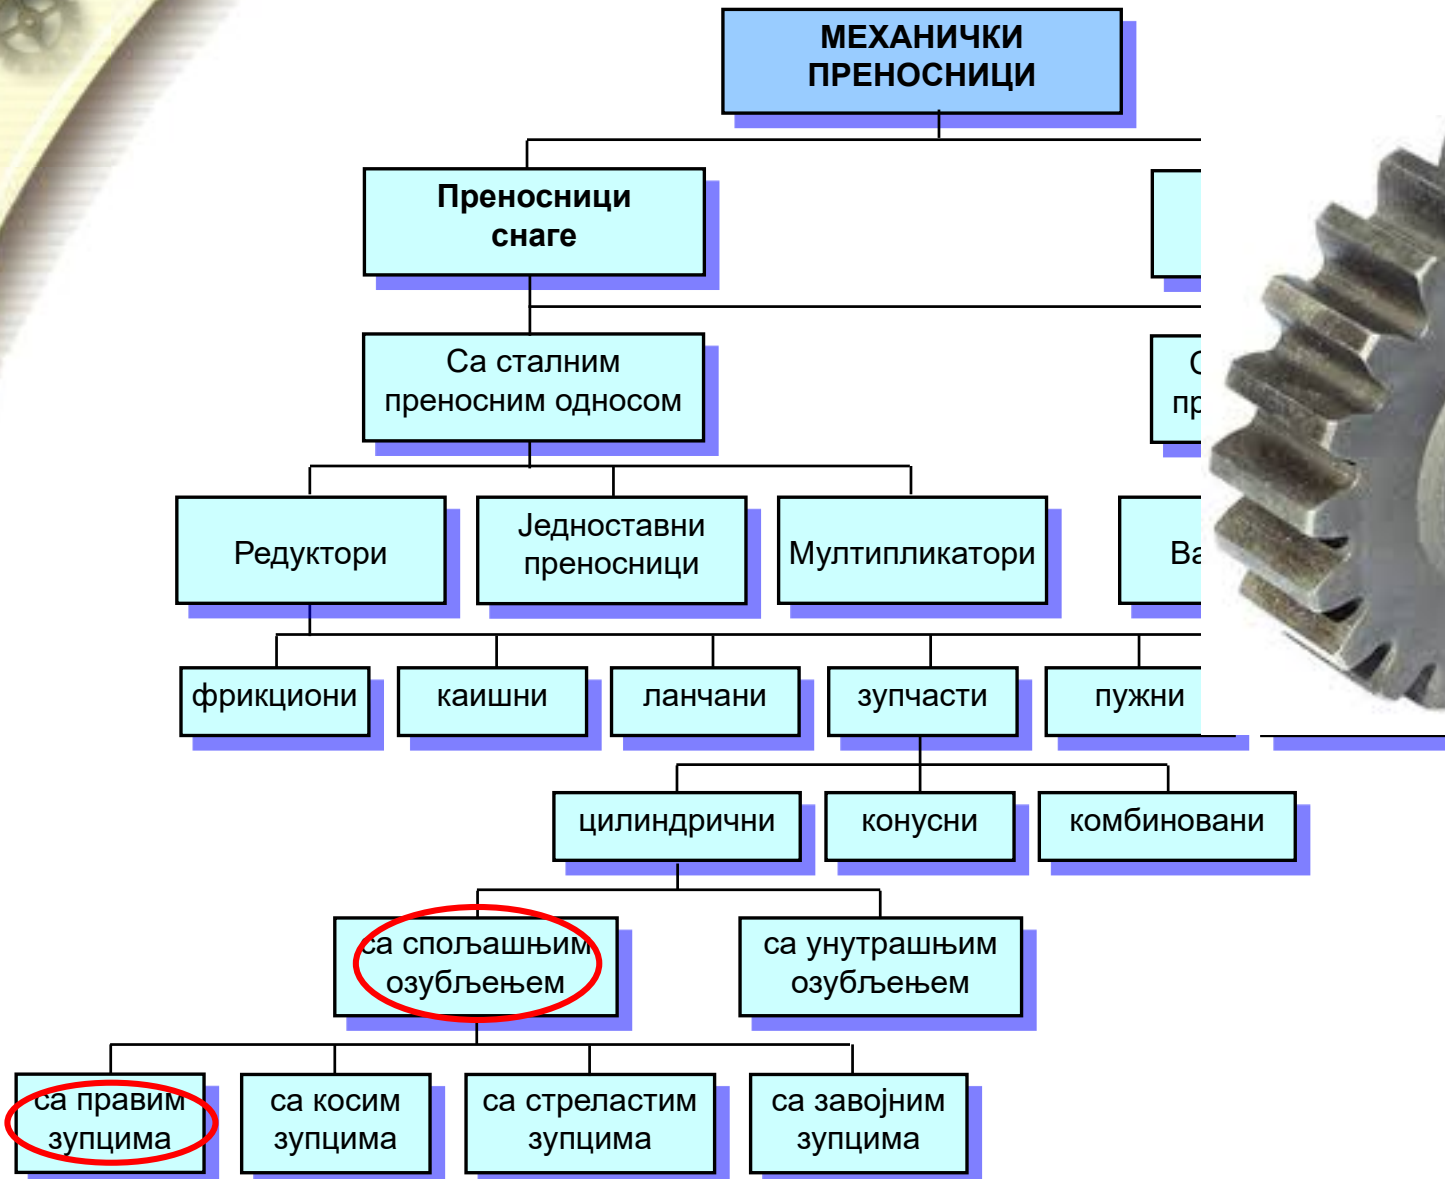 МЕХАНИЧКИ
ПРЕНОСНИЦИ
Преносници
снаге
Са сталним
преносним односом
Редуктори
Једноставни
преносници
Мултипликатори
фрикциони
каишни
ланчани
зупчасти
пужни
цилиндрични
конусни
комбиновани
са спољашњим
озубљењем
са унутрашњим
озубљењем
са правим
зупцима
са косим
зупцима
са стреластим
зупцима
са завојним
зупцима